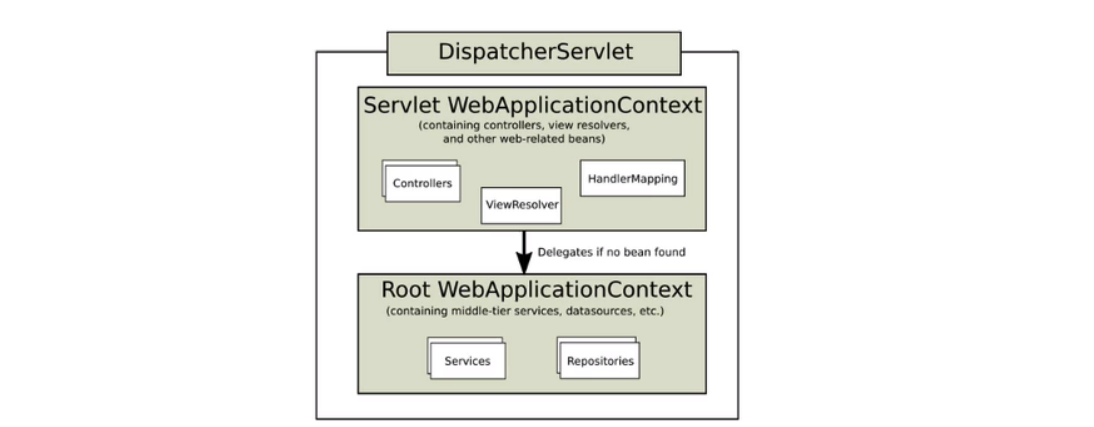 DispatcherServlet
Servlet WebApplicationContext
(containing controllers, view resolvers,
and other web-related beans)
Controllers
HandlerMapping
ViewResolver
Delegates if no bean found
Root WebApplicationContext
(containing middle-tier services, datasources, etc.)
Services
Repositories